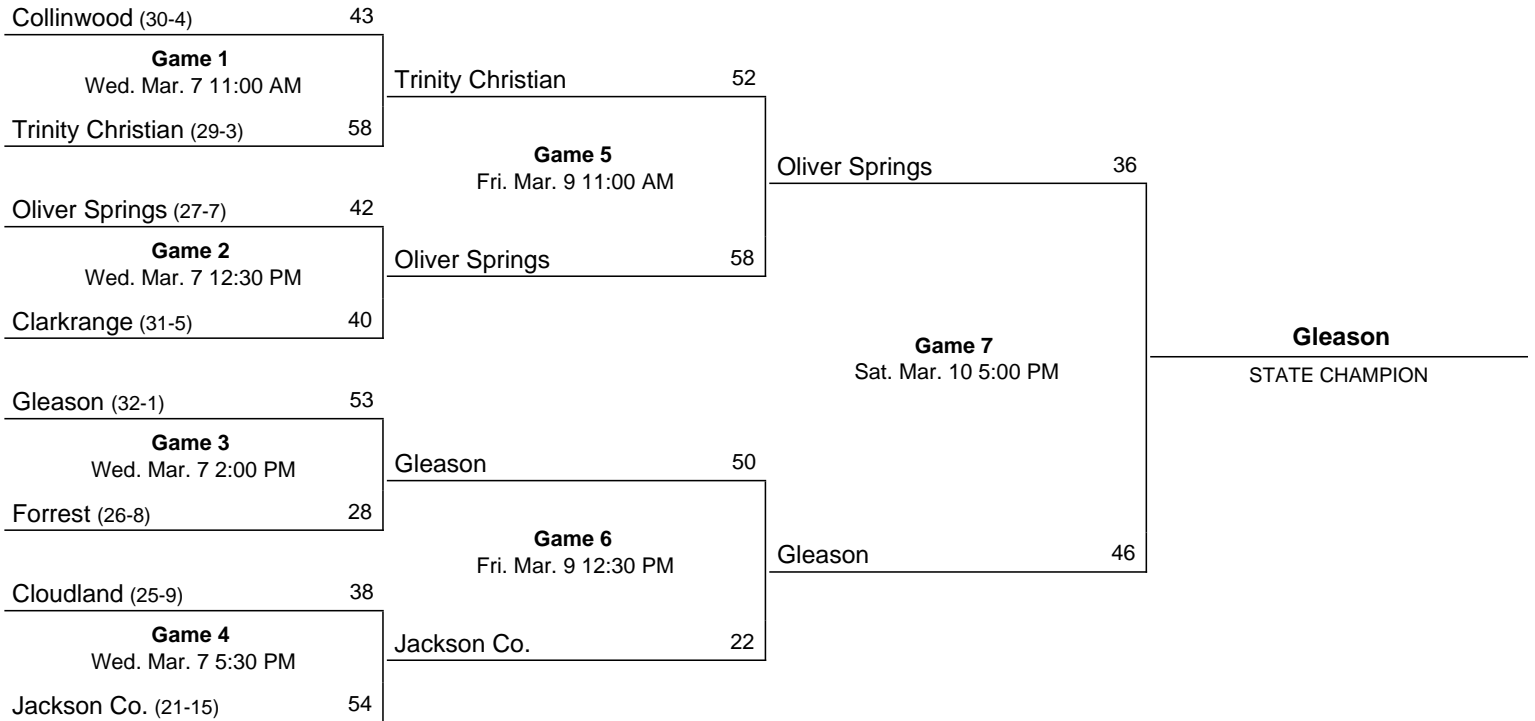 Collinwood (30-4) 43
Game 1
Wed. Mar. 7 11:00 AM
Trinity Christian (29-3) 58
Trinity Christian 52
Game 5
Fri. Mar. 9 11:00 AM
Oliver Springs 58
Oliver Springs (27-7) 42
Game 2
Wed. Mar. 7 12:30 PM
Clarkrange (31-5) 40
Oliver Springs 36
Game 7
Sat. Mar. 10 5:00 PM
Gleason 46
Gleason
STATE CHAMPION
Gleason (32-1) 53
Game 3
Wed. Mar. 7 2:00 PM
Forrest (26-8) 28
Gleason 50
Game 6
Fri. Mar. 9 12:30 PM
Jackson Co. 22
Cloudland (25-9) 38
Game 4
Wed. Mar. 7 5:30 PM
Jackson Co. (21-15) 54